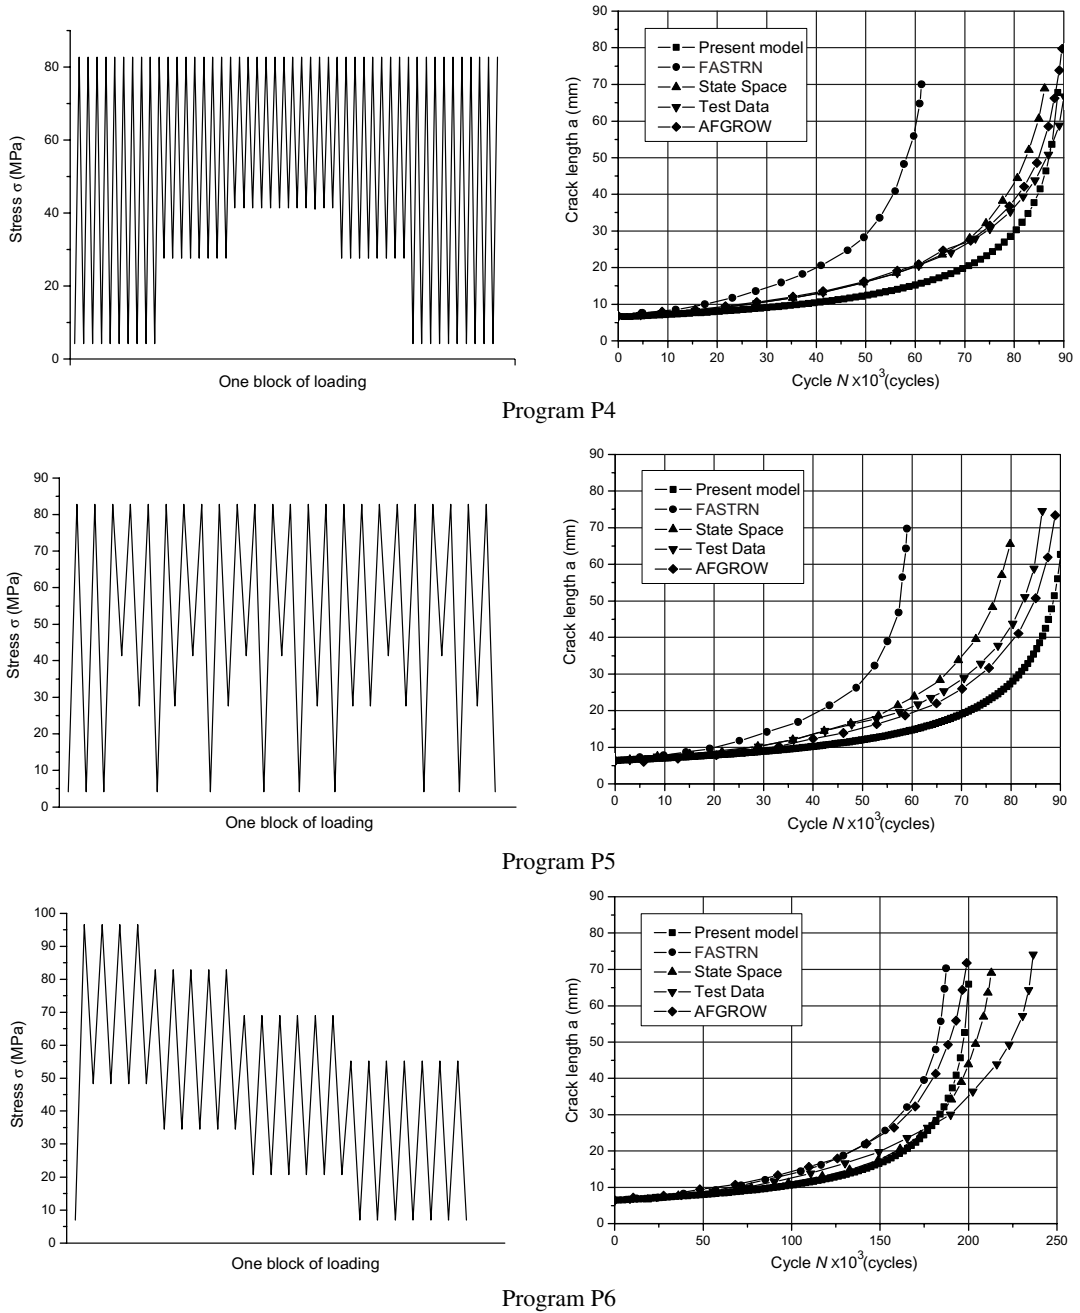 80
60
40
20
0
Stress σ (MPa)
One block of loading
90
80
70
60
50
40
30
20
10
0
Crack length a (mm)
Present model
FASTRN
State Space
Test Data
AFGROW
0 10 20 30 40 50 60 70 80 90
Cycle N x10³(cycles)
Program P4
90
80
70
60
50
40
30
20
10
0
Stress σ (MPa)
One block of loading
90
80
70
60
50
40
30
20
10
0
Crack length a (mm)
Present model
FASTRN
State Space
Test Data
AFGROW
0 10 20 30 40 50 60 70 80 90
Cycle N x10³(cycles)
Program P5
100
90
80
70
60
50
40
30
20
10
0
Stress σ (MPa)
One block of loading
90
80
70
60
50
40
30
20
10
0
Crack length a (mm)
Present model
FASTRN
State Space
Test Data
AFGROW
0 50 100 150 200 250
Cycle N x10³(cycles)
Program P6